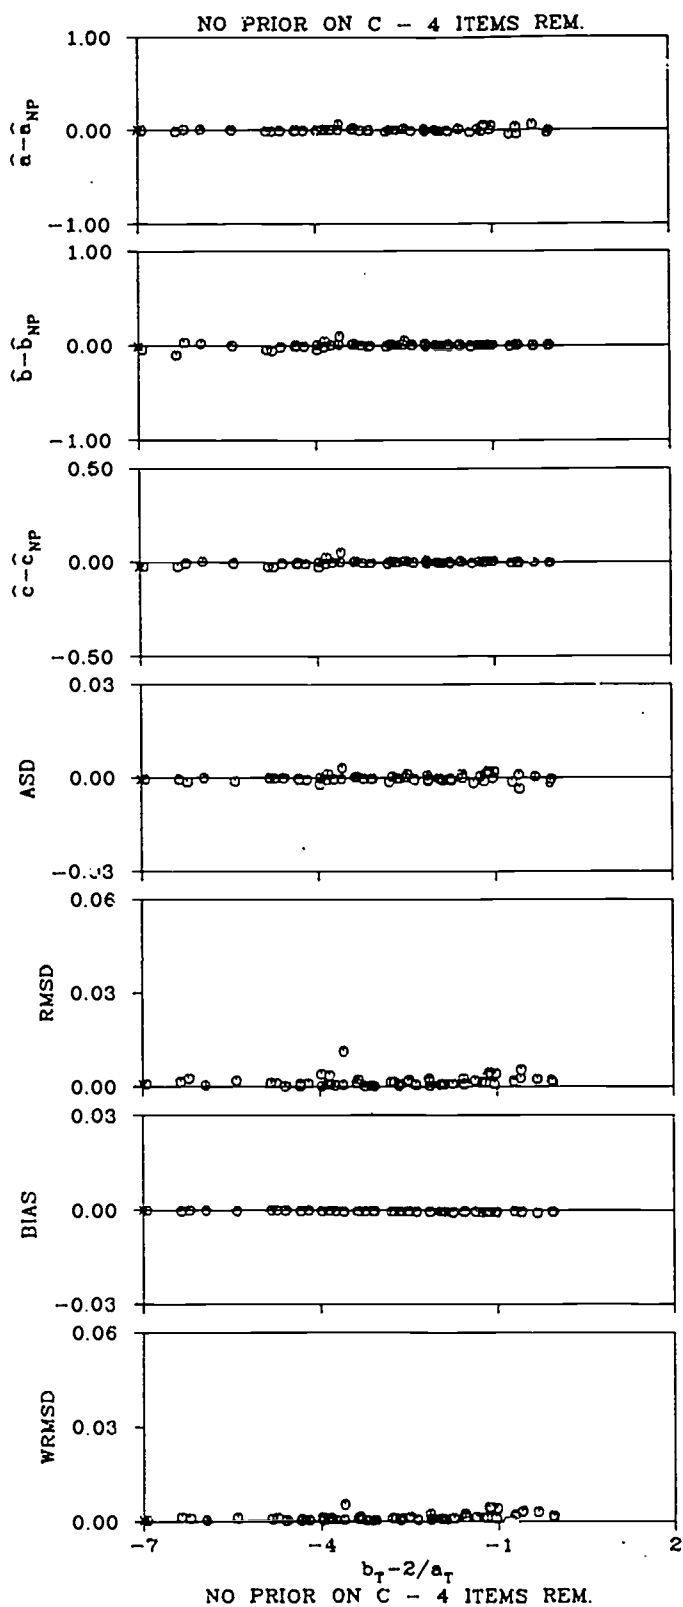 NO PRIOR ON C - 4 ITEMS REM.
1.00
0.00
-1.00
â-â_NP
1.00
0.00
-1.00
b̂-b̂_NP
0.50
0.00
-0.50
ĉ-ĉ_NP
0.03
0.00
-0.03
ASD
0.06
0.03
0.00
RMSD
0.03
0.00
-0.03
BIAS
0.06
0.03
0.00
WRMSD
-7 -4 -1 2
b_T-2/a_T
NO PRIOR ON C - 4 ITEMS REM.